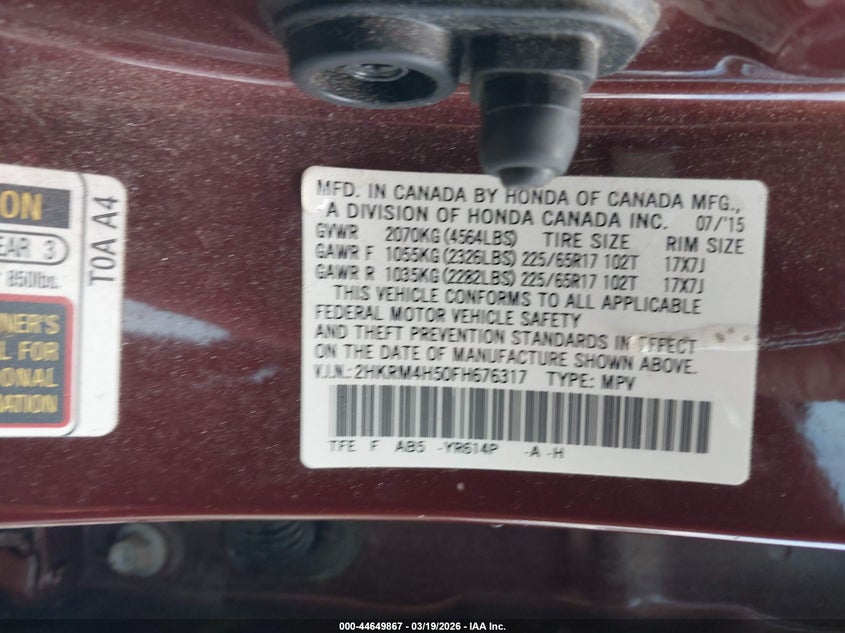 ON
EAR 3
850lbs.
T0A A4
NER'S
L FOR
IONAL
MATION
MFD. IN CANADA BY HONDA OF CANADA MFG.,
A DIVISION OF HONDA CANADA INC. 07/'15
GVWR 2070KG(4564LBS) TIRE SIZE RIM SIZE
GAWR F 1055KG(2326LBS) 225/65R17 102T 17X7J
GAWR R 1035KG(2282LBS) 225/65R17 102T 17X7J
THIS VEHICLE CONFORMS TO ALL APPLICABLE
FEDERAL MOTOR VEHICLE SAFETY
AND THEFT PREVENTION STANDARDS IN EFFECT
ON THE DATE OF MANUFACTURE SHOWN ABOVE.
V.I.N.:2HKRM4H50FH676317 TYPE: MPV
TFE F AB5 -YR614P -A -H
000-44649867 - 03/19/2026 - IAA Inc.